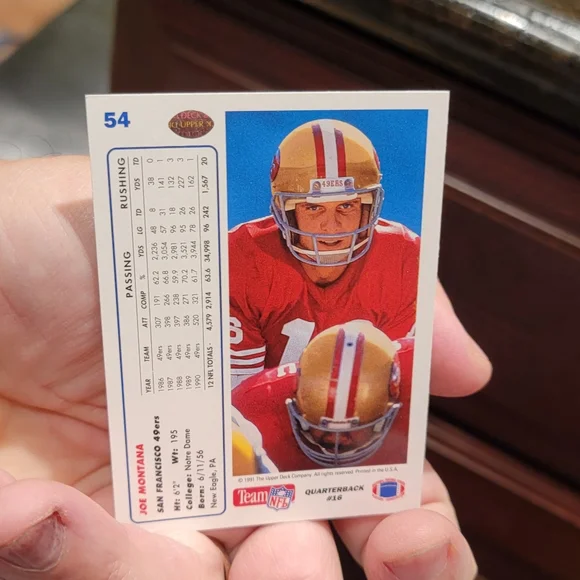 54
UPPER
DECK
49ERS
16
JOE MONTANA
SAN FRANCISCO 49ers
Ht: 6'2" Wt: 195
College: Notre Dame
Born: 6/11/56
New Eagle, PA
PASSING RUSHING
YEAR TEAM ATT COMP % YDS LG TD YDS TD
1986 49ers 307 191 62.2 2,236 48 8 38 0
1987 49ers 398 266 66.8 3,054 57 31 141 1
1988 49ers 397 238 59.9 2,981 96 18 132 3
1989 49ers 386 271 70.2 3,521 95 26 227 3
1990 49ers 520 321 61.7 3,944 78 26 162 1
12 NFL TOTALS - 4,579 2,914 63.6 34,998 96 242 1,567 20
© 1991 The Upper Deck Company. All rights reserved. Printed in the U.S.A.
Team NFL
QUARTERBACK
#16